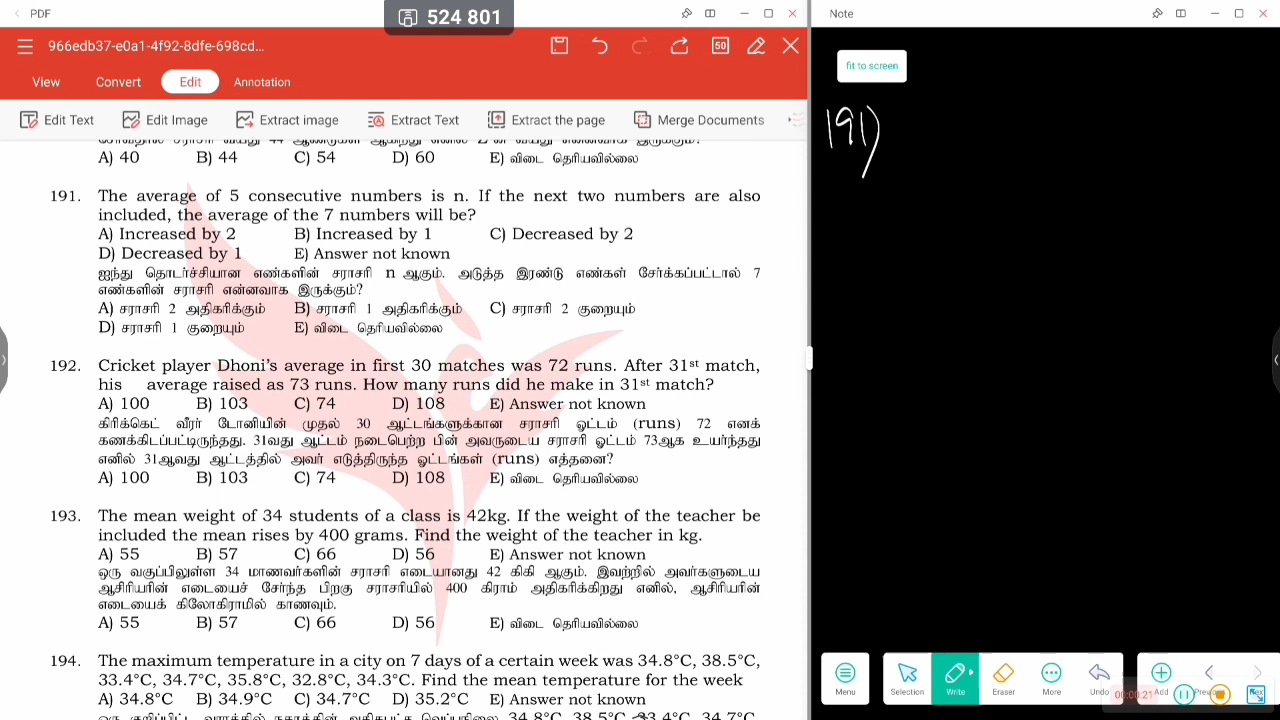 PDF
524 801
Note
966edb37-e0a1-4f92-8dfe-698cd...
50
fit to screen
View Convert Edit Annotation
Edit Text Edit Image Extract image Extract Text Extract the page Merge Documents
191)
A) 40 B) 44 C) 54 D) 60 E) விடை தெரியவில்லை
191. The average of 5 consecutive numbers is n. If the next two numbers are also
included, the average of the 7 numbers will be?
A) Increased by 2 B) Increased by 1 C) Decreased by 2
D) Decreased by 1 E) Answer not known
ஐந்து தொடர்ச்சியான எண்களின் சராசரி n ஆகும். அடுத்த இரண்டு எண்கள் சேர்க்கப்பட்டால் 7
எண்களின் சராசரி என்னவாக இருக்கும்?
A) சராசரி 2 அதிகரிக்கும் B) சராசரி 1 அதிகரிக்கும் C) சராசரி 2 குறையும்
D) சராசரி 1 குறையும் E) விடை தெரியவில்லை
192. Cricket player Dhoni's average in first 30 matches was 72 runs. After 31st match,
his average raised as 73 runs. How many runs did he make in 31st match?
A) 100 B) 103 C) 74 D) 108 E) Answer not known
கிரிக்கெட் வீரர் டோனியின் முதல் 30 ஆட்டங்களுக்கான சராசரி ஓட்டம் (runs) 72 எனக்
கணக்கிடப்பட்டிருந்தது. 31வது ஆட்டம் நடைபெற்ற பின் அவருடைய சராசரி ஓட்டம் 73ஆக உயர்ந்தது
எனில் 31ஆவது ஆட்டத்தில் அவர் எடுத்திருந்த ஓட்டங்கள் (runs) எத்தனை?
A) 100 B) 103 C) 74 D) 108 E) விடை தெரியவில்லை
193. The mean weight of 34 students of a class is 42kg. If the weight of the teacher be
included the mean rises by 400 grams. Find the weight of the teacher in kg.
A) 55 B) 57 C) 66 D) 56 E) Answer not known
ஒரு வகுப்பிலுள்ள 34 மாணவர்களின் சராசரி எடையானது 42 கிகி ஆகும். இவற்றில் அவர்களுடைய
ஆசிரியரின் எடையைச் சேர்ந்த பிறகு சராசரியில் 400 கிராம் அதிகரிக்கிறது எனில், ஆசிரியரின்
எடையைக் கிலோகிராமில் காணவும்.
A) 55 B) 57 C) 66 D) 56 E) விடை தெரியவில்லை
194. The maximum temperature in a city on 7 days of a certain week was 34.8°C, 38.5°C,
33.4°C, 34.7°C, 35.8°C, 32.8°C, 34.3°C. Find the mean temperature for the week
A) 34.8°C B) 34.9°C C) 34.7°C D) 35.2°C E) Answer not known
Menu Selection Write Eraser More Undo Add
00:00:21